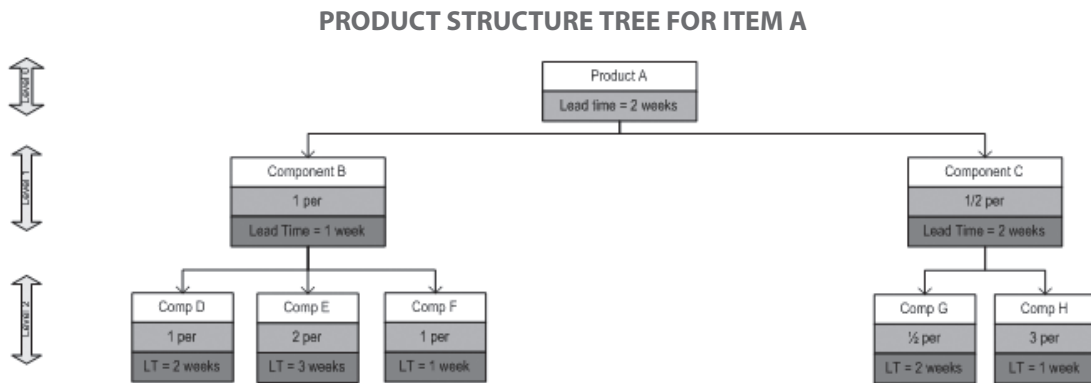 PRODUCT STRUCTURE TREE FOR ITEM A
Level 0
Product A
Lead time = 2 weeks
Level 1
Component B
1 per
Lead Time = 1 week
Component C
1/2 per
Lead Time = 2 weeks
Level 2
Comp D
1 per
LT = 2 weeks
Comp E
2 per
LT = 3 weeks
Comp F
1 per
LT = 1 week
Comp G
½ per
LT = 2 weeks
Comp H
3 per
LT = 1 week